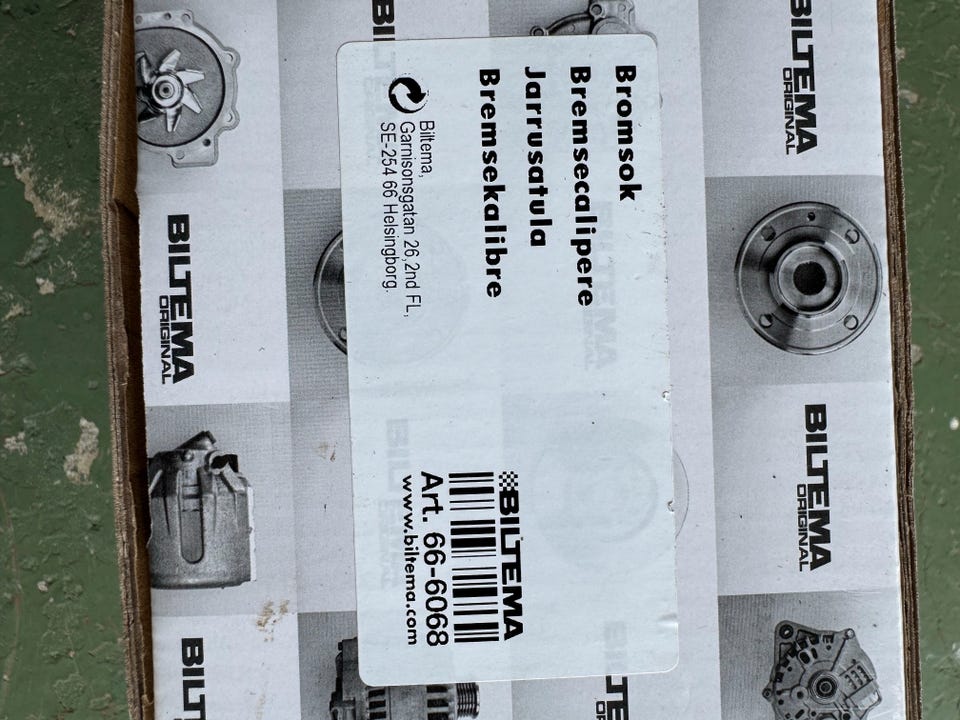 Bromsok
Bremsecalipere
Jarrusatula
Bremsekalibre
Biltema,
Garnisonsgatan 26,2nd FL,
SE-254 66 Helsingborg.
BILTEMA
Art. 66-6068
www.biltema.com
BILTEMA
ORIGINAL
BILTEMA
ORIGINAL
BILTEMA
ORIGINAL